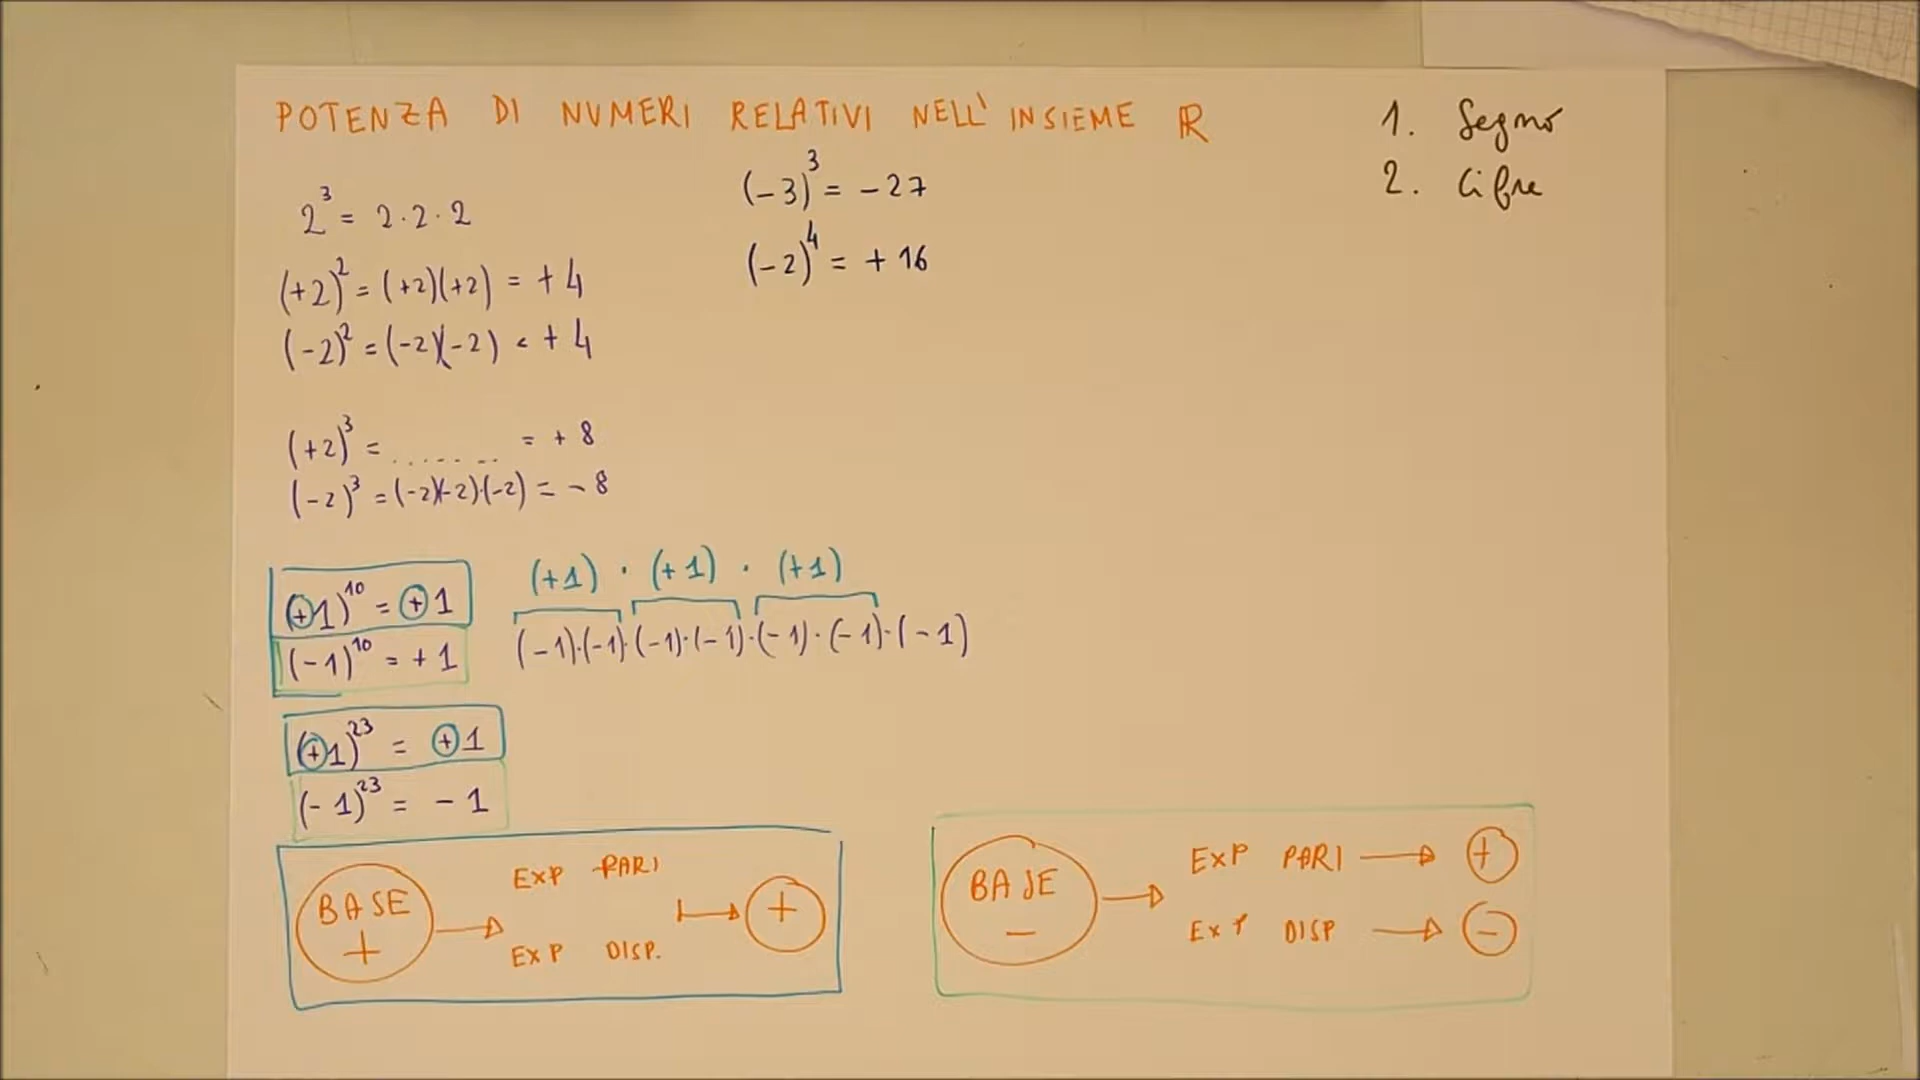 POTENZA DI NUMERI RELATIVI NELL'INSIEME ℝ
1. Segno
2. Cifre
2³ = 2·2·2
(+2)² = (+2)(+2) = +4
(-2)² = (-2)(-2) = +4
(-3)³ = -27
(-2)⁴ = +16
(+2)³ = ....... = +8
(-2)³ = (-2)(-2)·(-2) = -8
(+1)¹⁰ = +1
(-1)¹⁰ = +1
(+1) · (+1) · (+1)
(-1)·(-1)·(-1)·(-1)·(-1)·(-1)·(-1)
(+1)²³ = +1
(-1)²³ = -1
BASE +
EXP PARI
EXP DISP.
+
BASE -
EXP PARI → +
EXP DISP → -